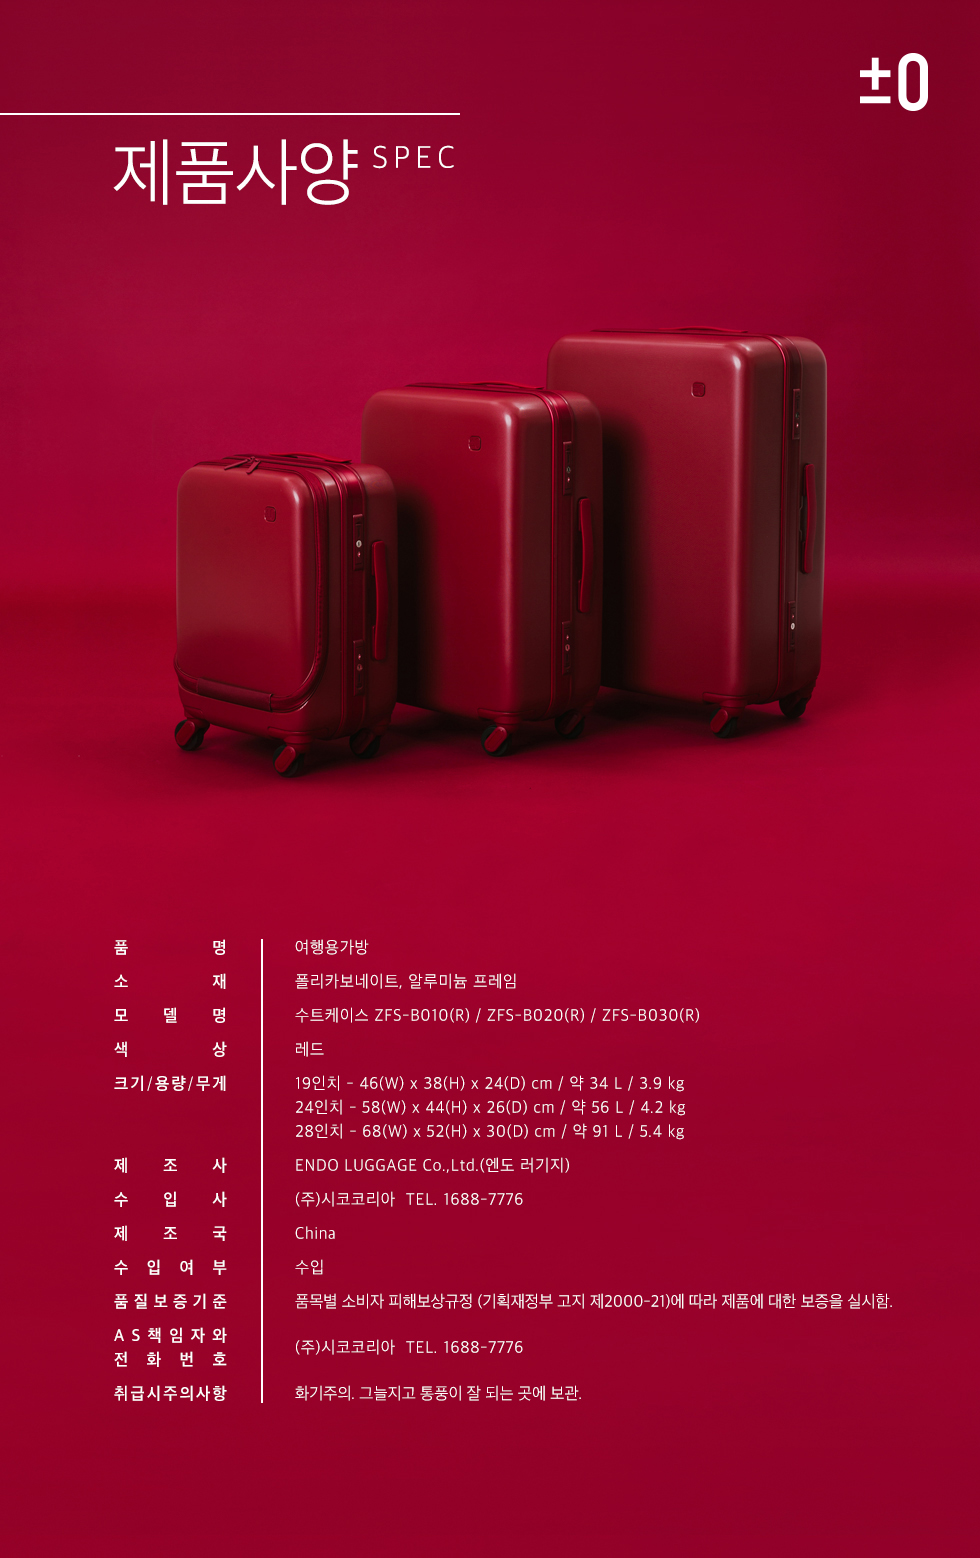 ±0
제품사양 SPEC
품명 여행용가방
소재 폴리카보네이트, 알루미늄 프레임
모델명 수트케이스 ZFS-B010(R) / ZFS-B020(R) / ZFS-B030(R)
색상 레드
크기/용량/무게 19인치 - 46(W) x 38(H) x 24(D) cm / 약 34 L / 3.9 kg
24인치 - 58(W) x 44(H) x 26(D) cm / 약 56 L / 4.2 kg
28인치 - 68(W) x 52(H) x 30(D) cm / 약 91 L / 5.4 kg
제조사 ENDO LUGGAGE Co.,Ltd.(엔도 러기지)
수입사 (주)시코코리아 TEL. 1688-7776
제조국 China
수입여부 수입
품질보증기준 품목별 소비자 피해보상규정 (기획재정부 고지 제2000-21)에 따라 제품에 대한 보증을 실시함.
AS책임자와
전화번호 (주)시코코리아 TEL. 1688-7776
취급시주의사항 화기주의. 그늘지고 통풍이 잘 되는 곳에 보관.